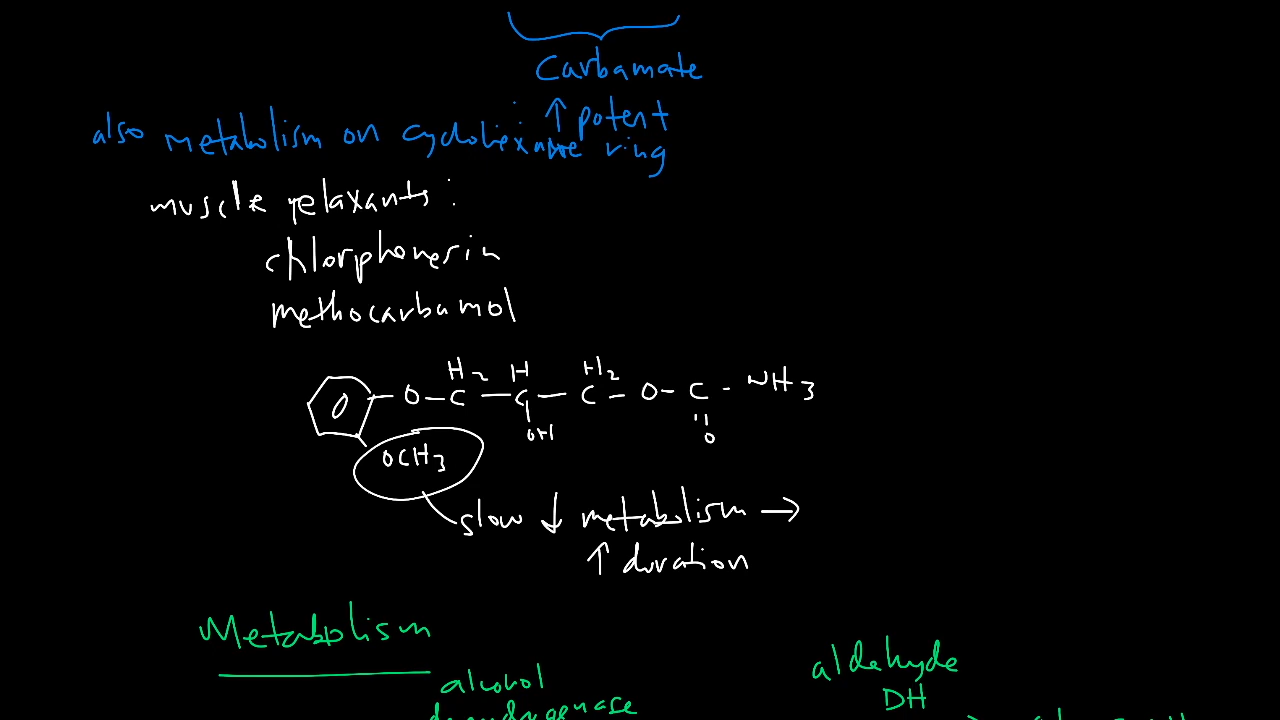 Carbamate
↑ potent
also metabolism on cyclohexane ring
muscle relaxants:
chlorphenesin
methocarbamol
H2 H H2
O-C-C-C-O-C-NH3
OH O
OCH3
slow ↓ metabolism →
↑ duration
Metabolism
alcohol
aldehyde
DH
dehydrogenase